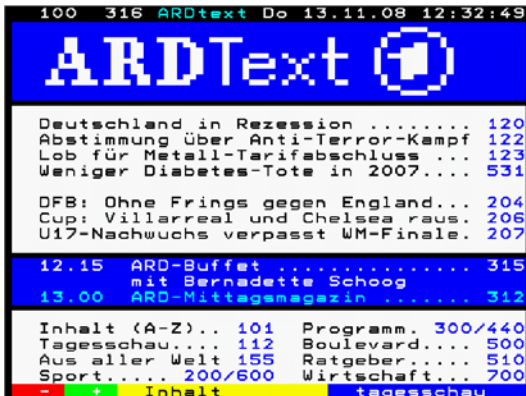 100 316 ARDtext Do 13.11.08 12:32:49
ARDText 1
Deutschland in Rezession ........ 120
Abstimmung über Anti-Terror-Kampf 122
Lob für Metall-Tarifabschluss ... 123
Weniger Diabetes-Tote in 2007.... 531
DFB: Ohne Frings gegen England... 204
Cup: Villarreal und Chelsea raus. 206
U17-Nachwuchs verpasst WM-Finale. 207
12.15 ARD-Buffet ................ 315
mit Bernadette Schoog
13.00 ARD-Mittagsmagazin ....... 312
Inhalt (A-Z).. 101 Programm. 300/440
Tagesschau.... 112 Boulevard.... 500
Aus aller Welt 155 Ratgeber..... 510
Sport..... 200/600 Wirtschaft... 700
- + Inhalt tagesschau